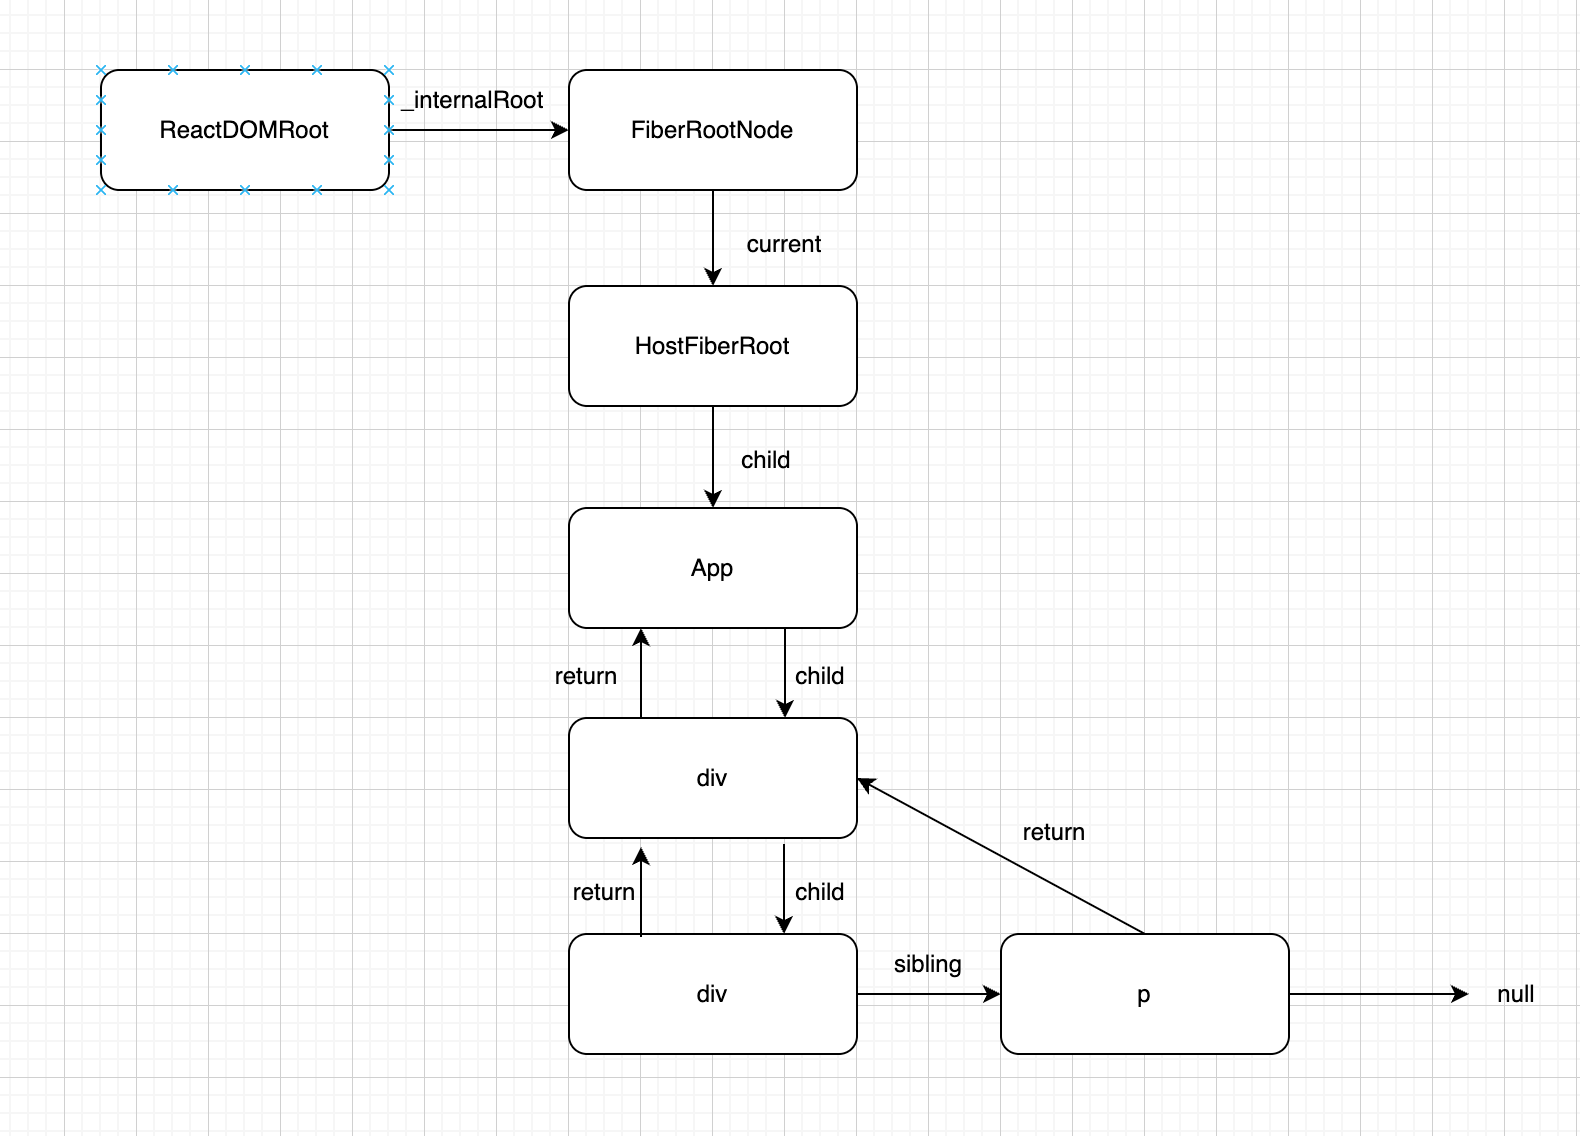 ReactDOMRoot
_internalRoot
FiberRootNode
current
HostFiberRoot
child
App
return
child
div
return
return
child
div
sibling
p
null